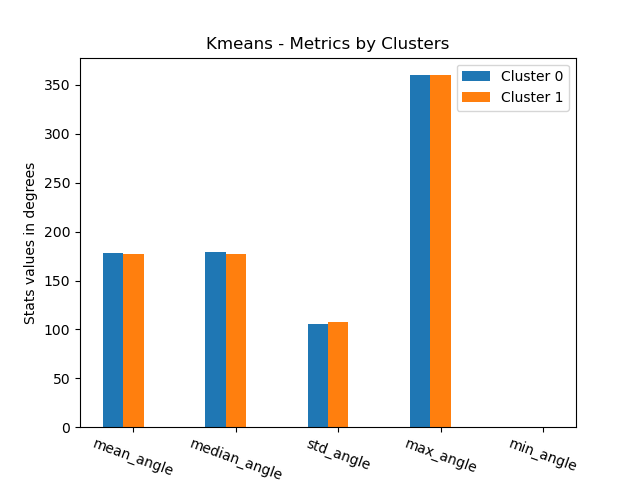 Kmeans - Metrics by Clusters
Cluster 0
Cluster 1
Stats values in degrees
350
300
250
200
150
100
50
0
mean_angle
median_angle
std_angle
max_angle
min_angle